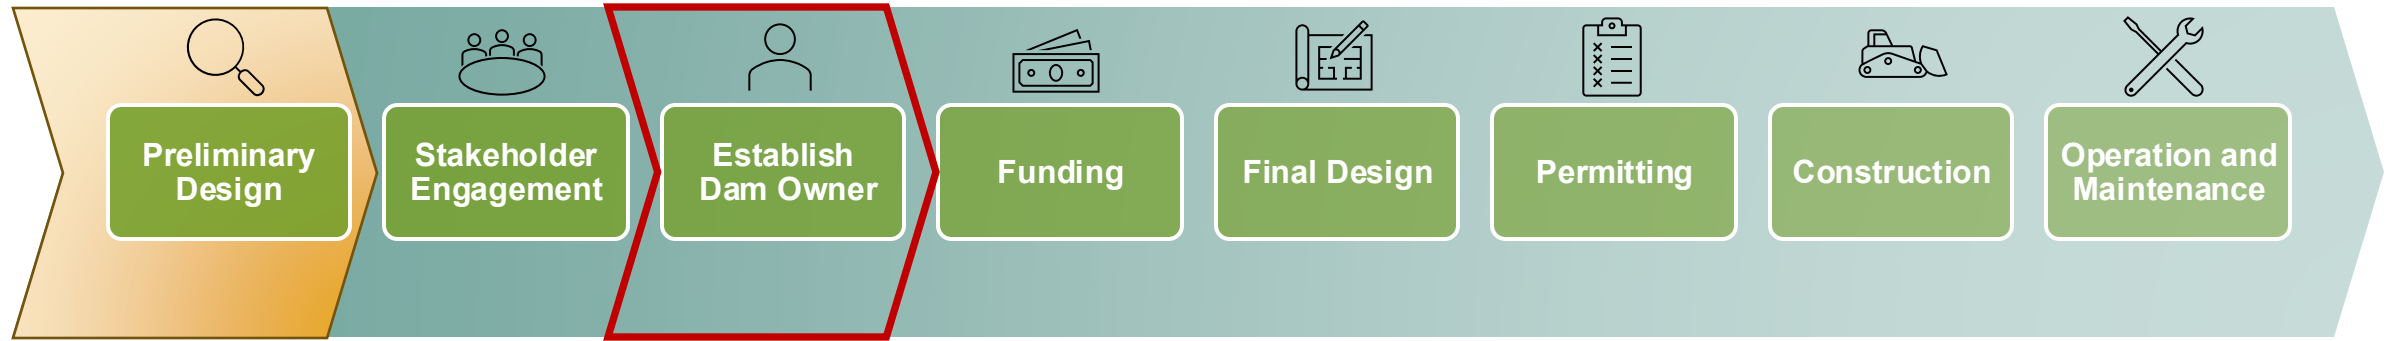 Preliminary
Design
Stakeholder
Engagement
Establish
Dam Owner
Funding
Final Design
Permitting
Construction
Operation and
Maintenance